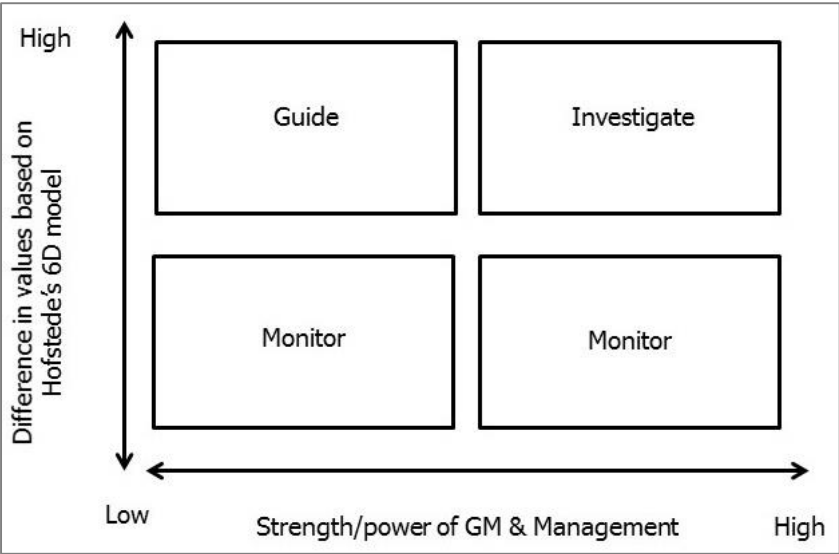 High
Guide
Investigate
Difference in values based on
Hofstede's 6D model
Monitor
Monitor
Low
Strength/power of GM & Management
High